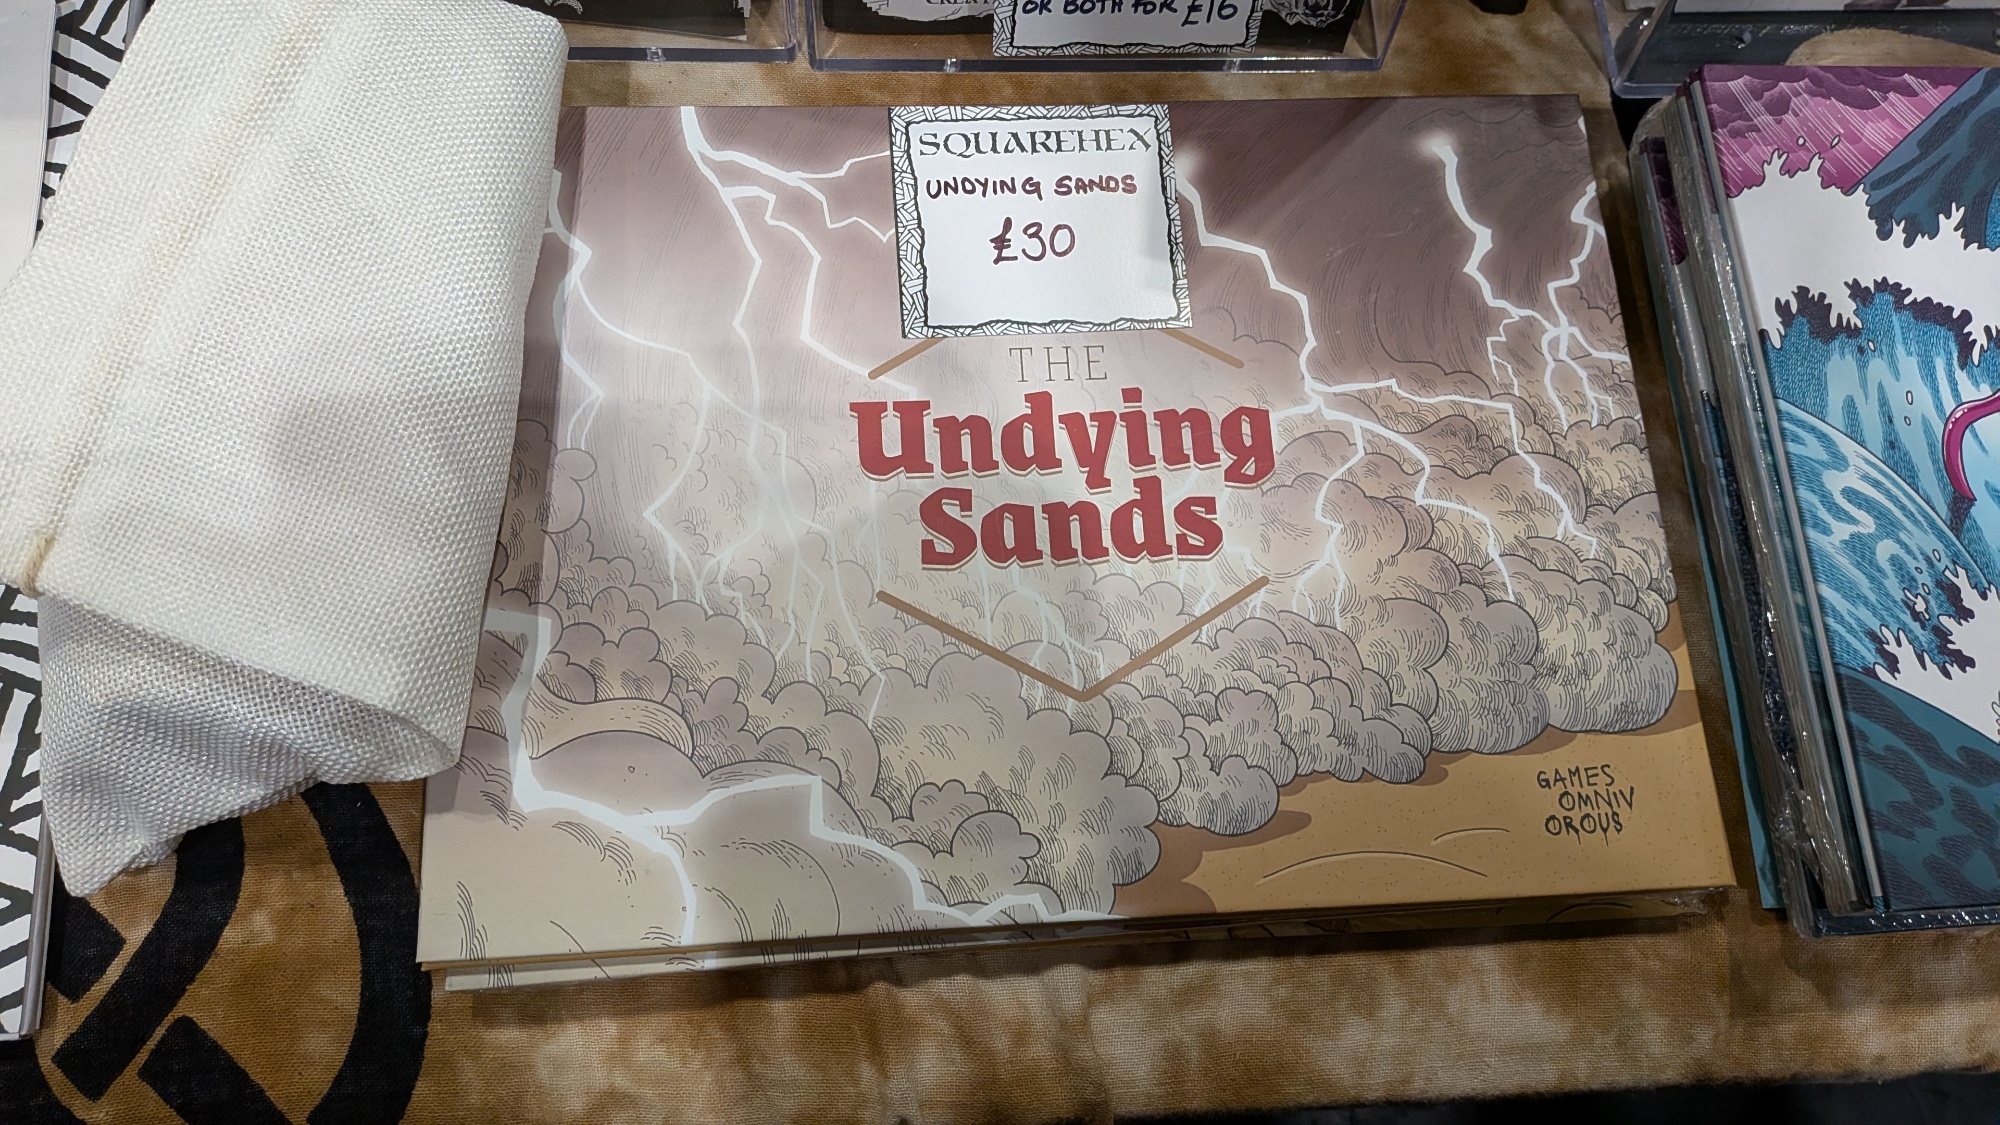 OR BOTH FOR £16
SQUAREHEX
UNDYING SANDS
£30
THE
Undying
Sands
GAMES
OMNIV
OROUS